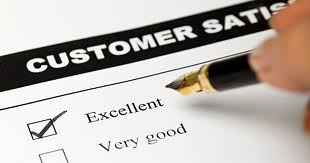 CUSTOMER SATIS
Excellent
Very good